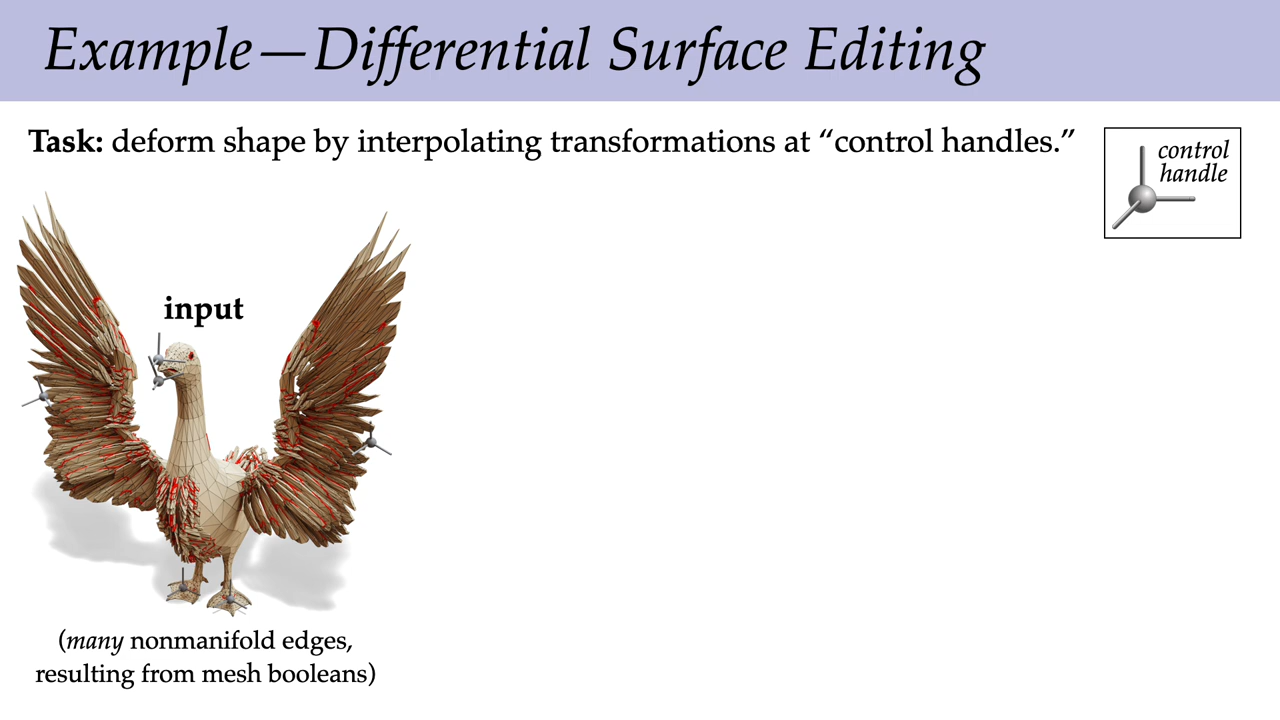 Example—Differential Surface Editing
Task: deform shape by interpolating transformations at “control handles.”
control
handle
input
(many nonmanifold edges,
resulting from mesh booleans)